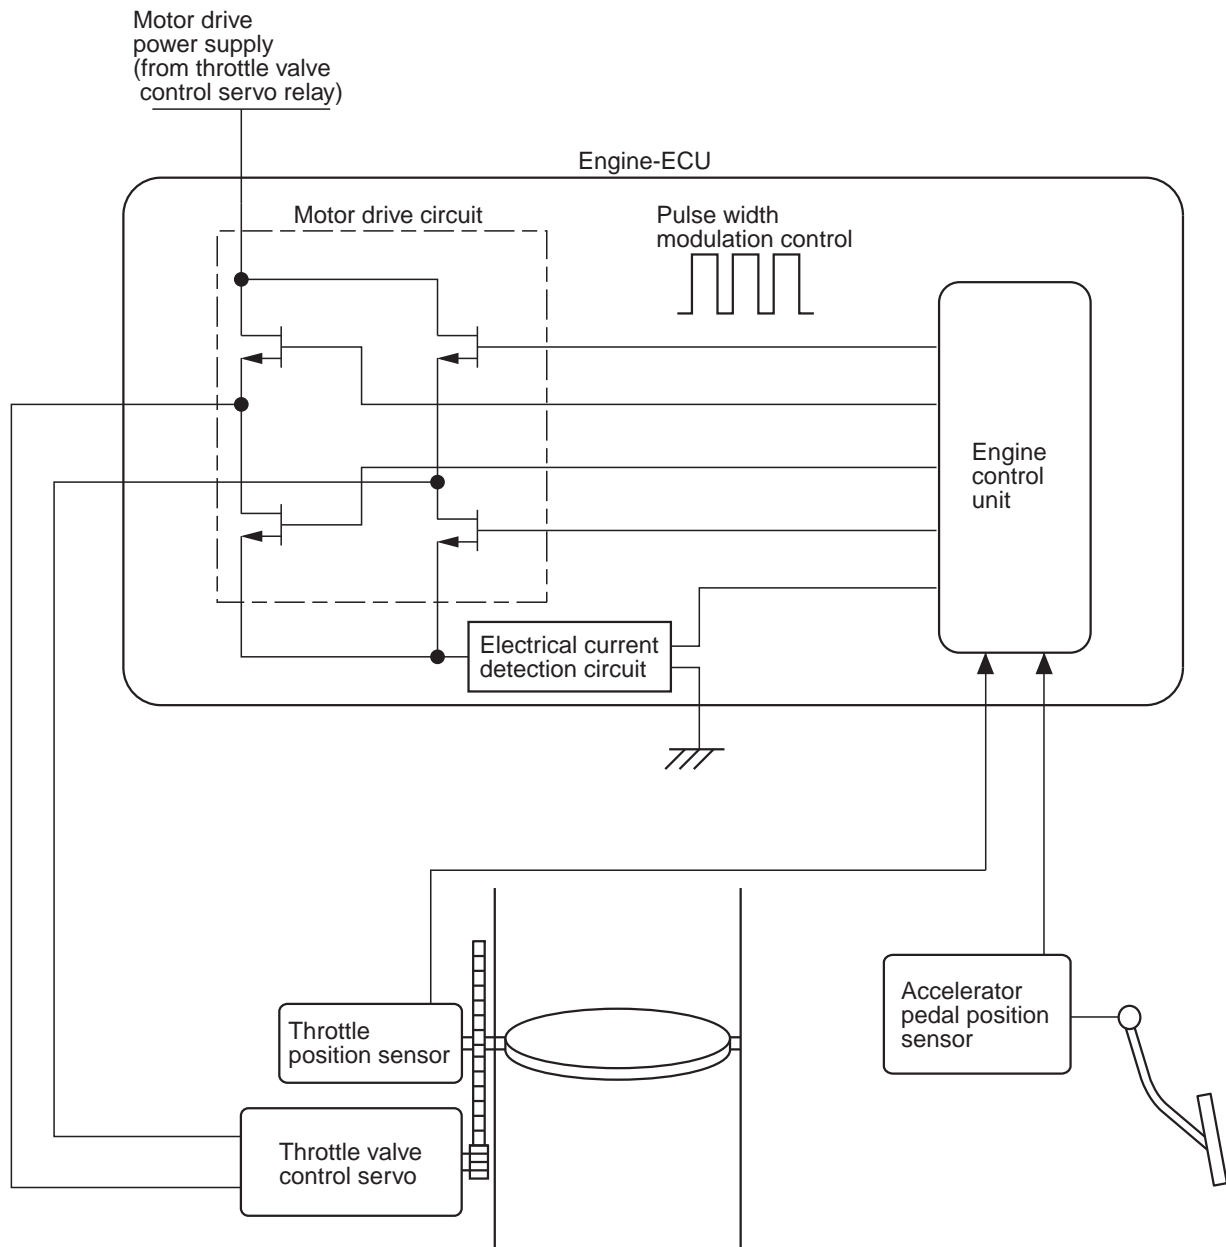 Motor drive
power supply
(from throttle valve
control servo relay)
Engine-ECU
Motor drive circuit
Pulse width
modulation control
Engine
control
unit
Electrical current
detection circuit
Throttle
position sensor
Accelerator
pedal position
sensor
Throttle valve
control servo